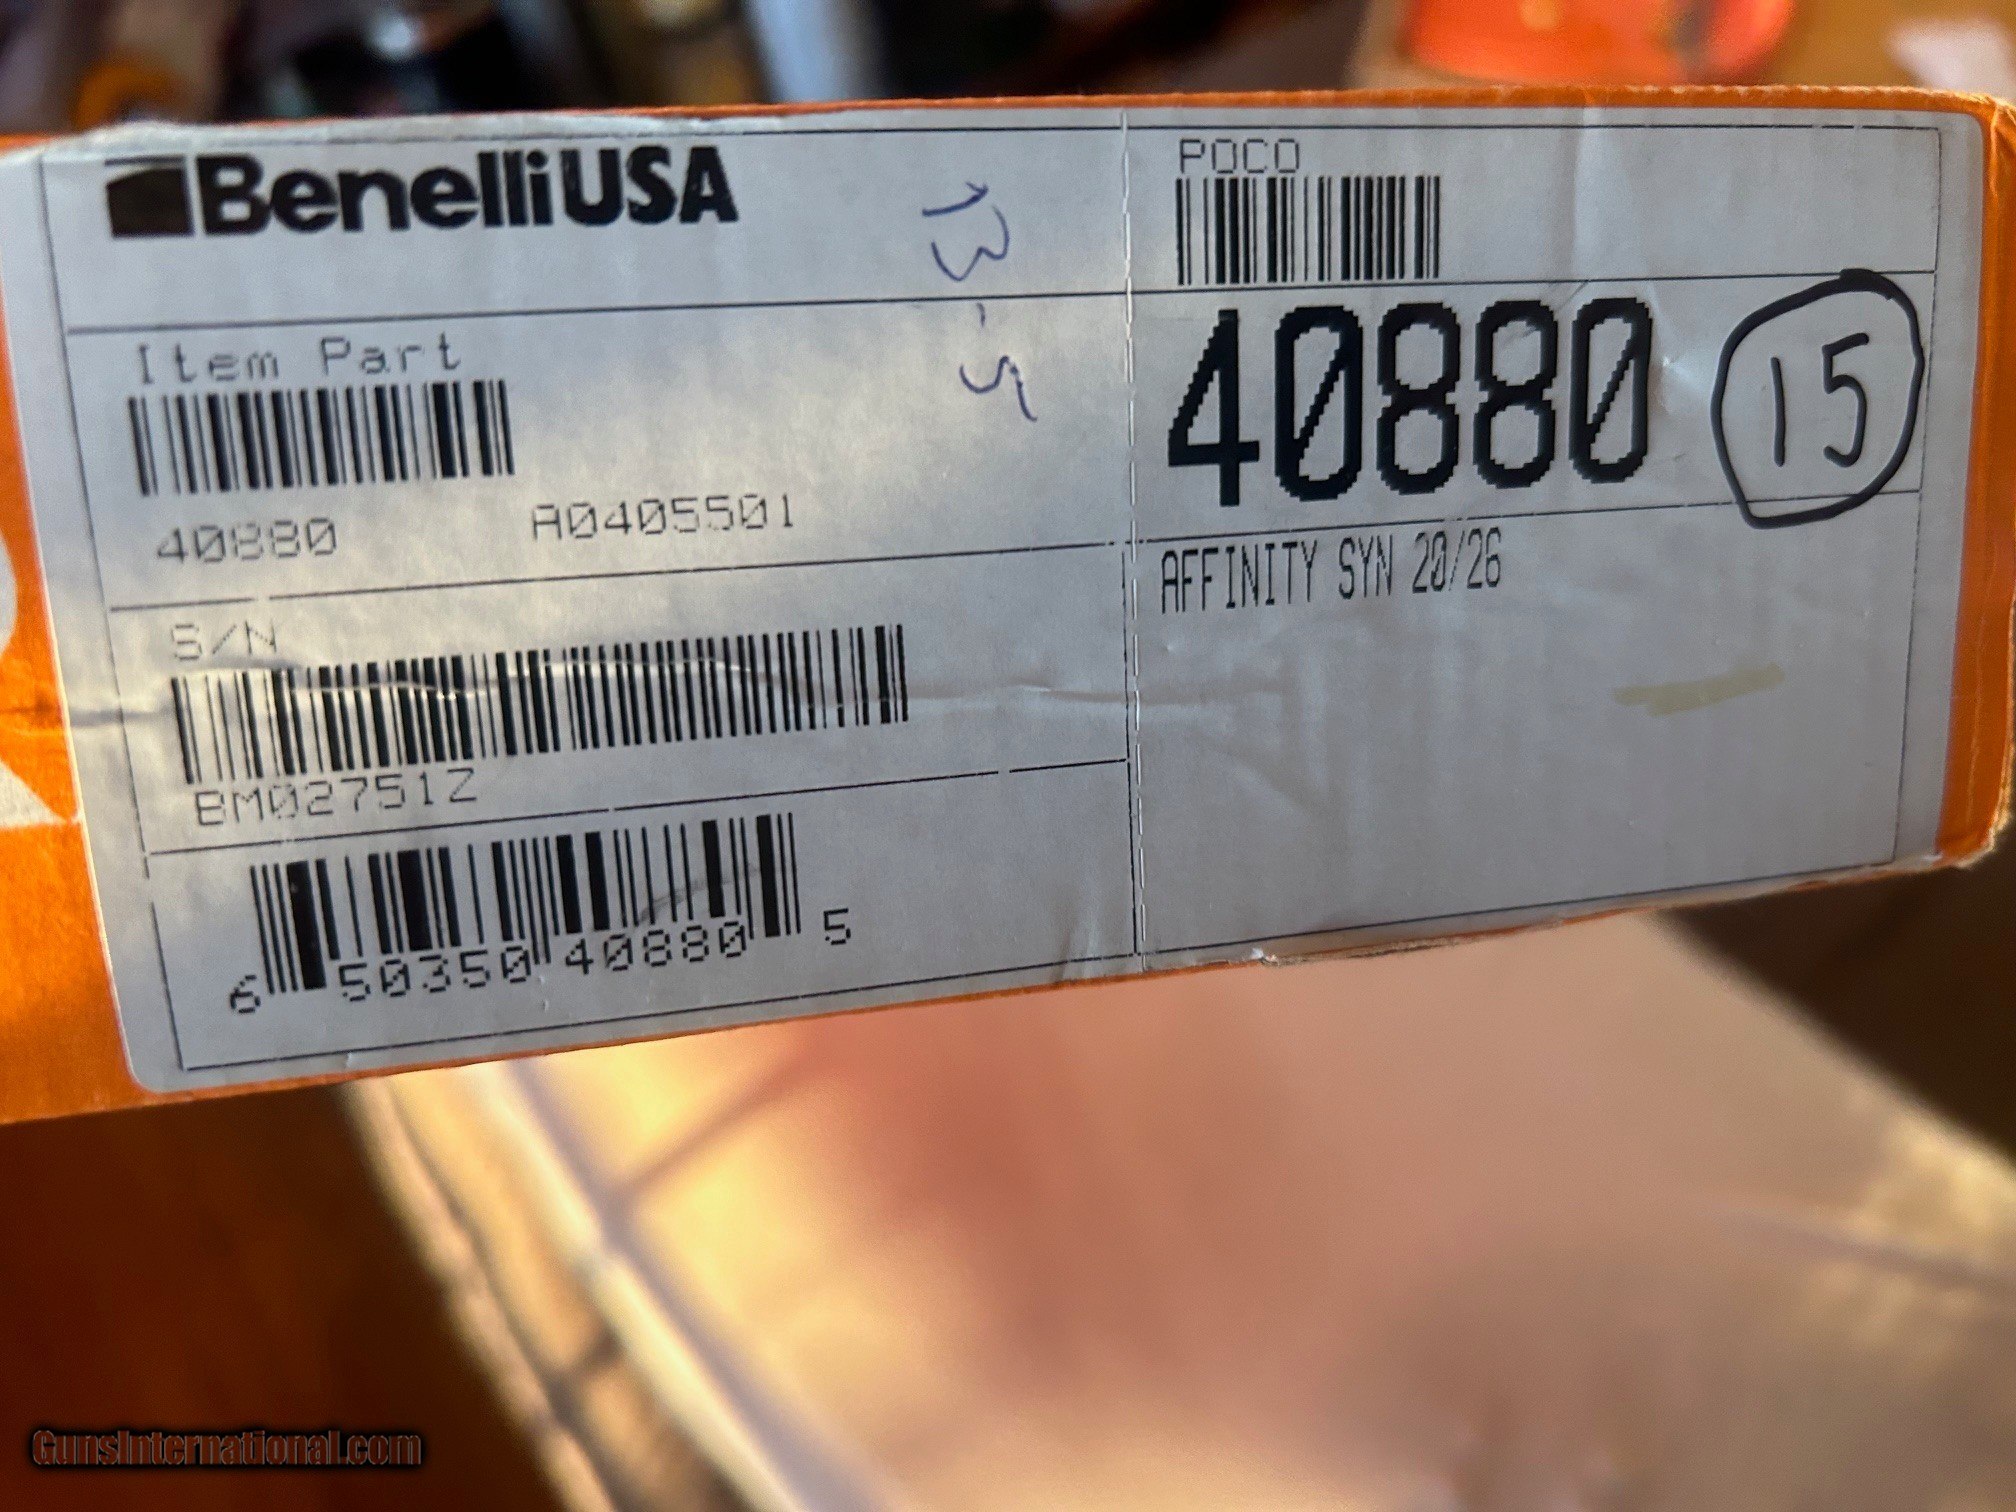 BenelliUSA
13-5
Item Part
40880 A0405501
S/N
BM027512
6 50350 40880 5
POCO
40880
15
AFFINITY SYN 20/26
GunsInternational.com